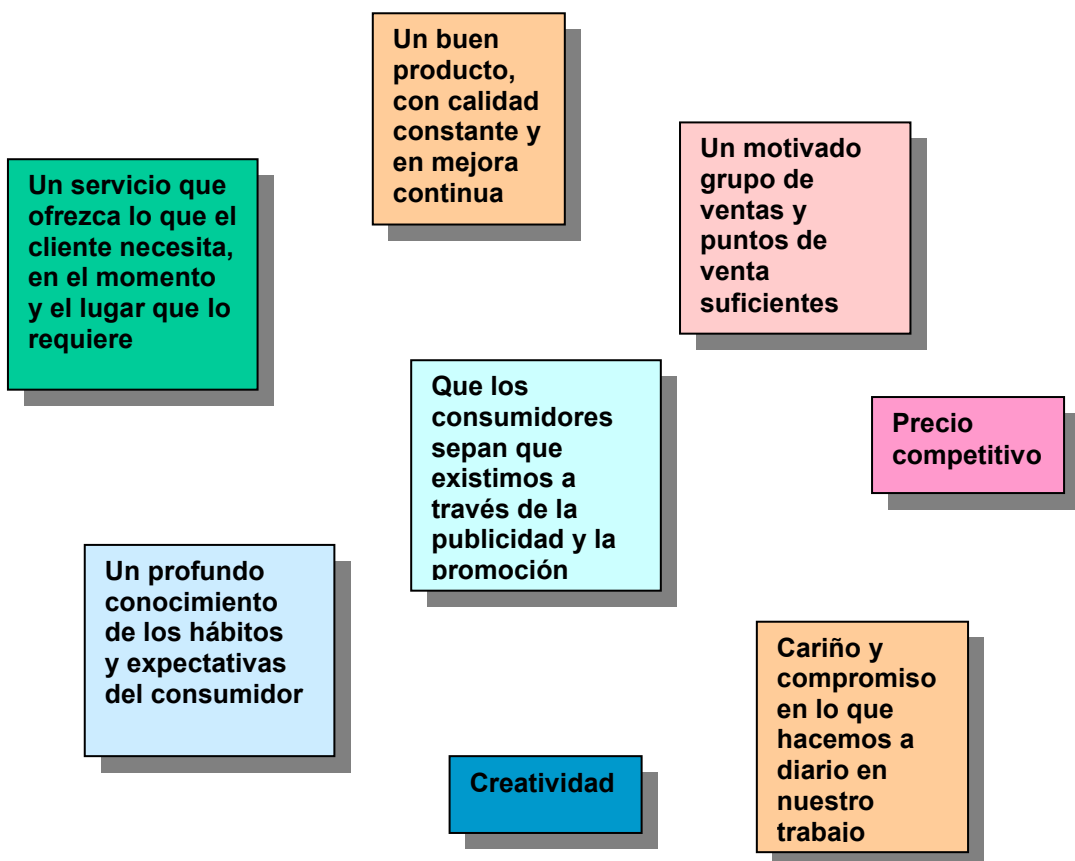 Un buen
producto,
con calidad
constante y
en mejora
continua
Un motivado
grupo de
ventas y
puntos de
venta
suficientes
Un servicio que
ofrezca lo que el
cliente necesita,
en el momento
y el lugar que lo
requiere
Que los
consumidores
sepan que
existimos a
través de la
publicidad y la
promoción
Precio
competitivo
Un profundo
conocimiento
de los hábitos
y expectativas
del consumidor
Cariño y
compromiso
en lo que
hacemos a
diario en
nuestro
trabajo
Creatividad